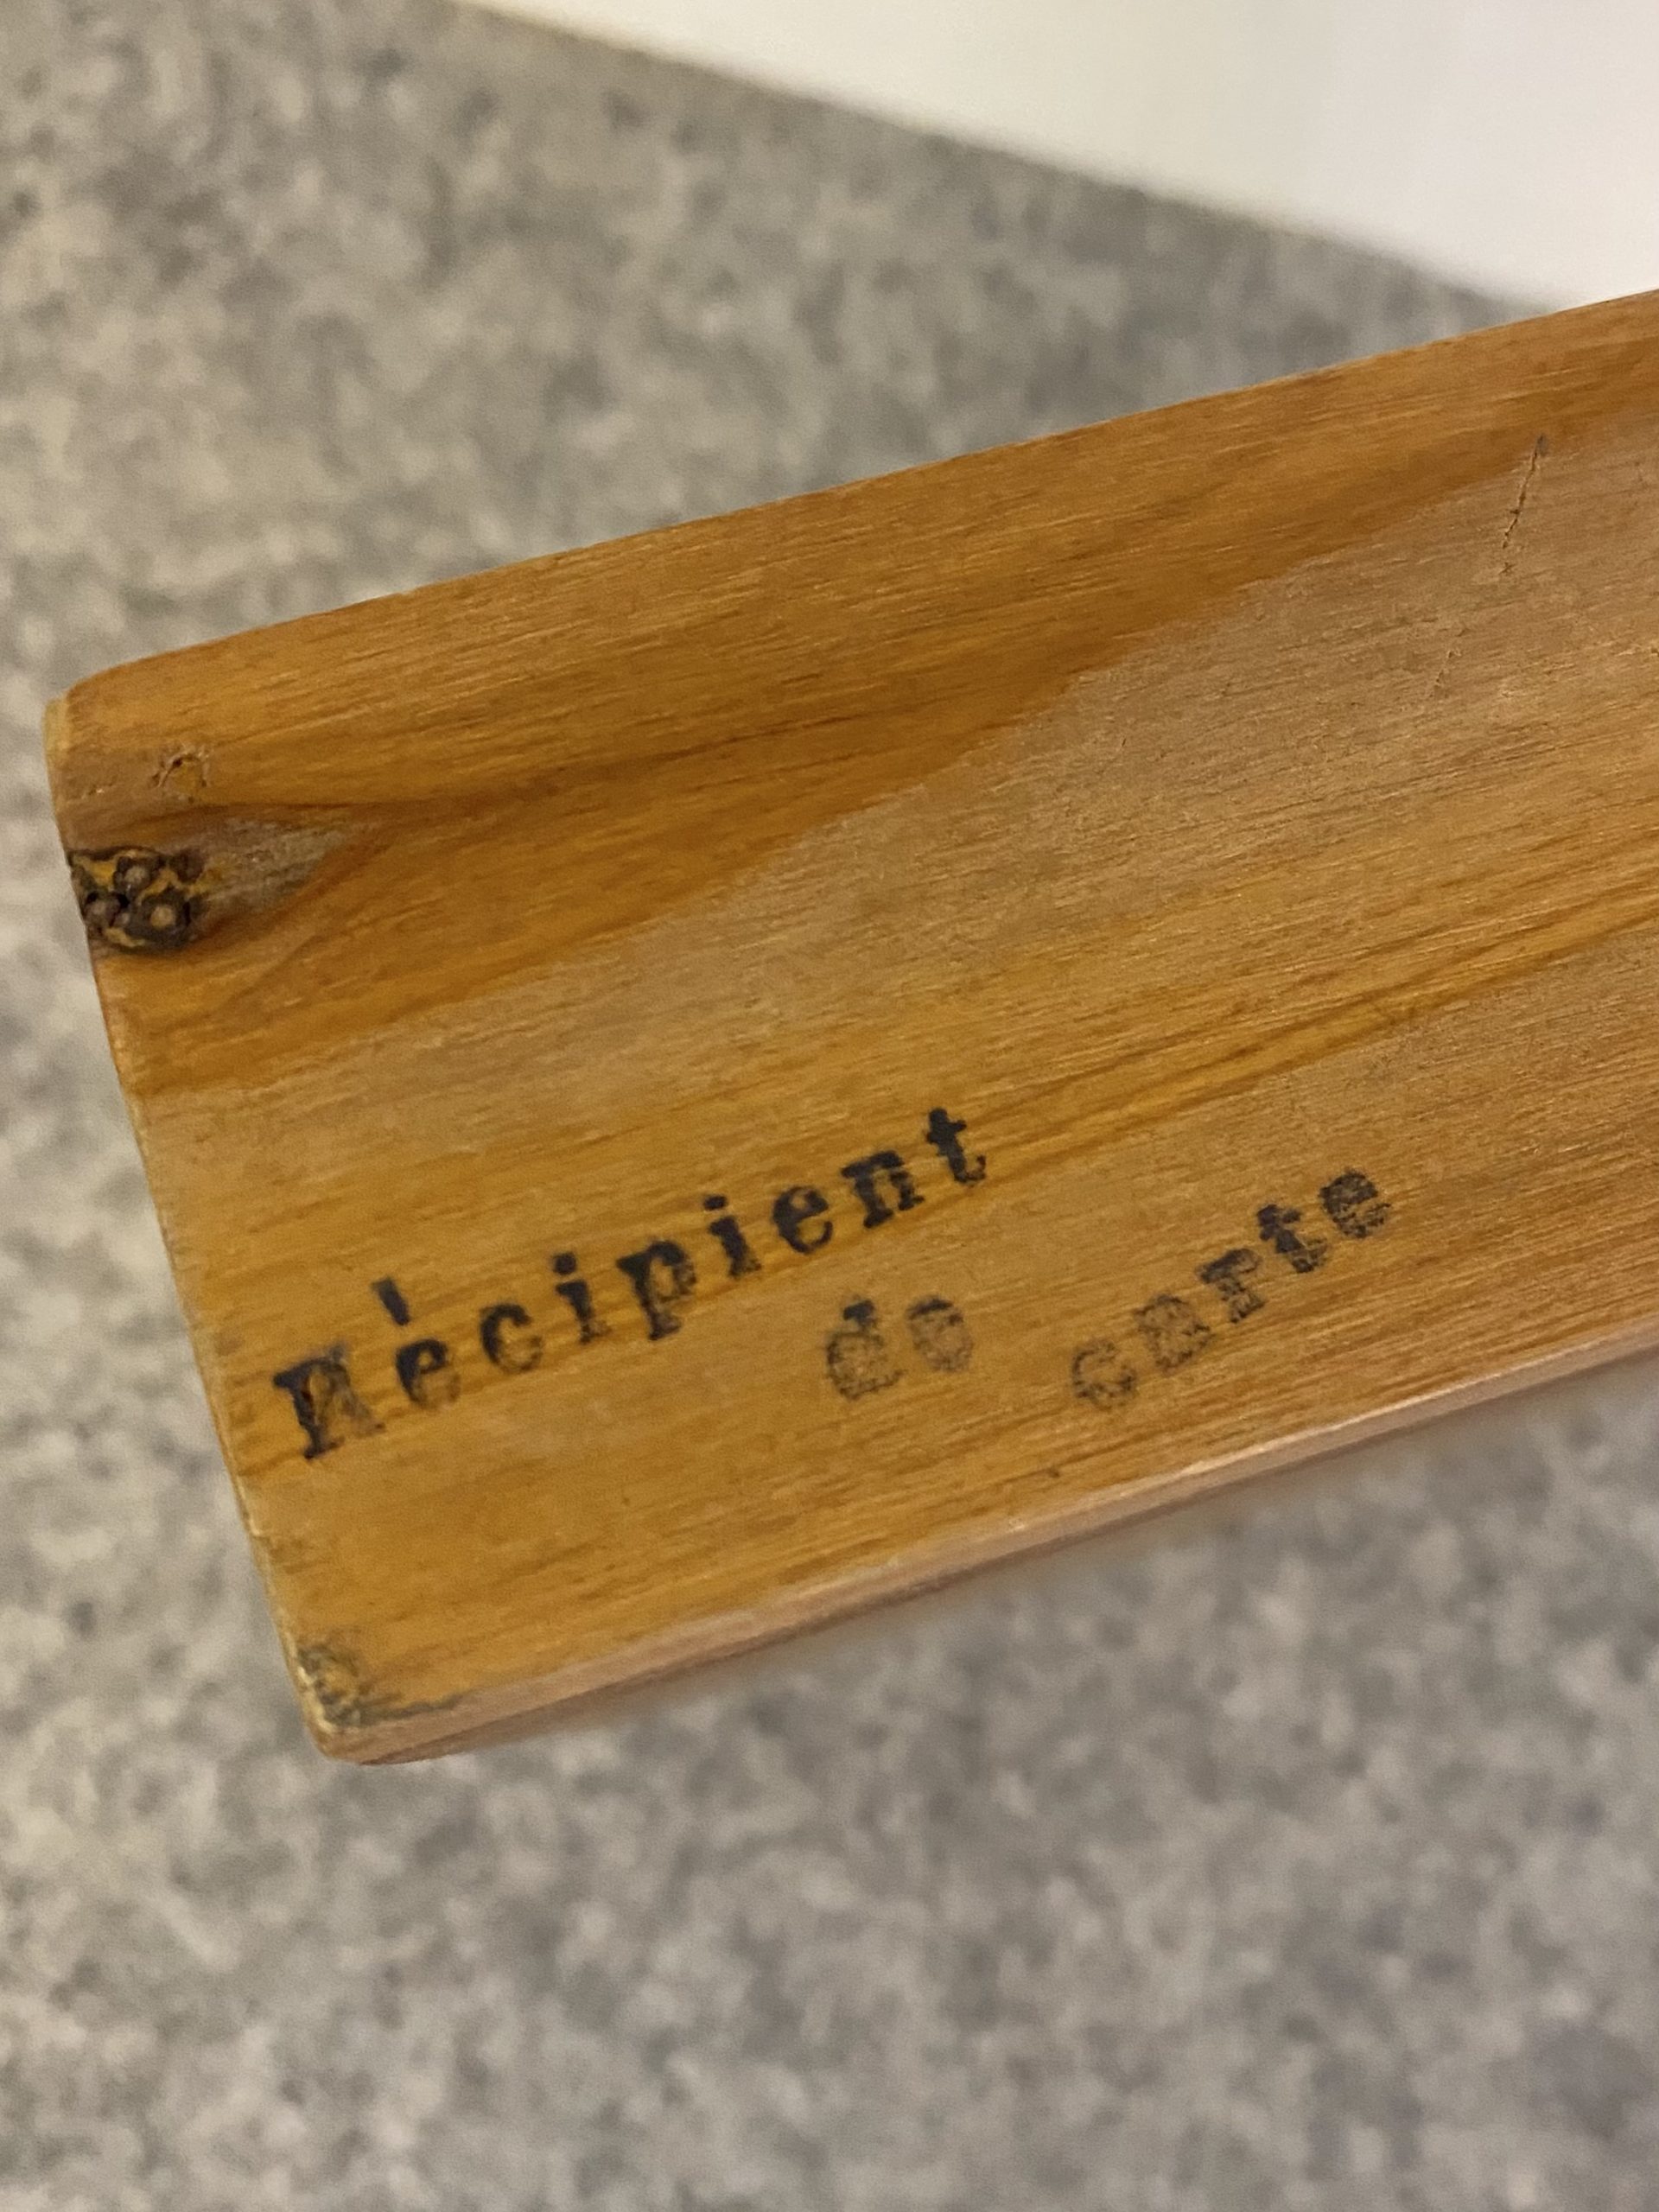 Récipient
de carte